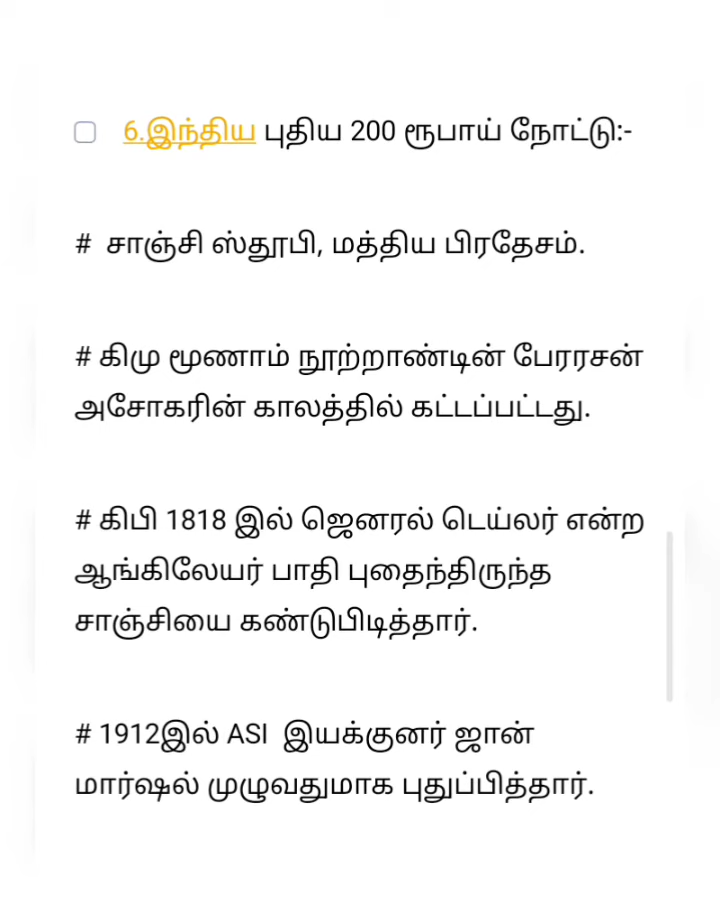 6.இந்திய புதிய 200 ரூபாய் நோட்டு:-
# சாஞ்சி ஸ்தூபி, மத்திய பிரதேசம்.
# கிமு மூணாம் நூற்றாண்டின் பேரரசன்
அசோகரின் காலத்தில் கட்டப்பட்டது.
# கிபி 1818 இல் ஜெனரல் டெய்லர் என்ற
ஆங்கிலேயர் பாதி புதைந்திருந்த
சாஞ்சியை கண்டுபிடித்தார்.
# 1912இல் ASI இயக்குனர் ஜான்
மார்ஷல் முழுவதுமாக புதுப்பித்தார்.